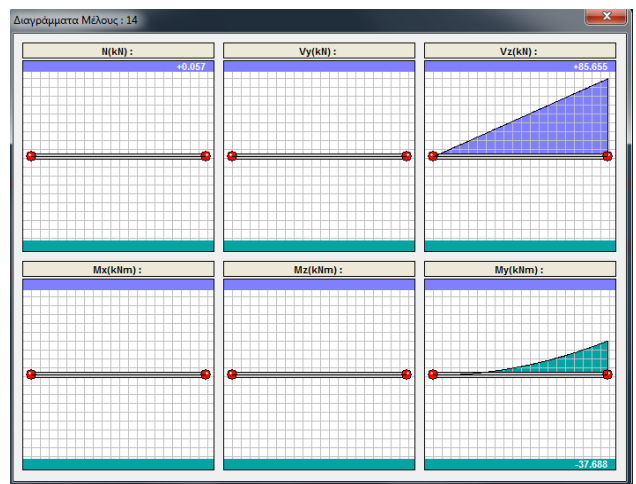 Διαγράμματα Μέλους : 14
N(kN) :
Vy(kN) :
Vz(kN) :
+0.057
+85.655
Mx(kNm) :
Mz(kNm) :
My(kNm) :
-37.688